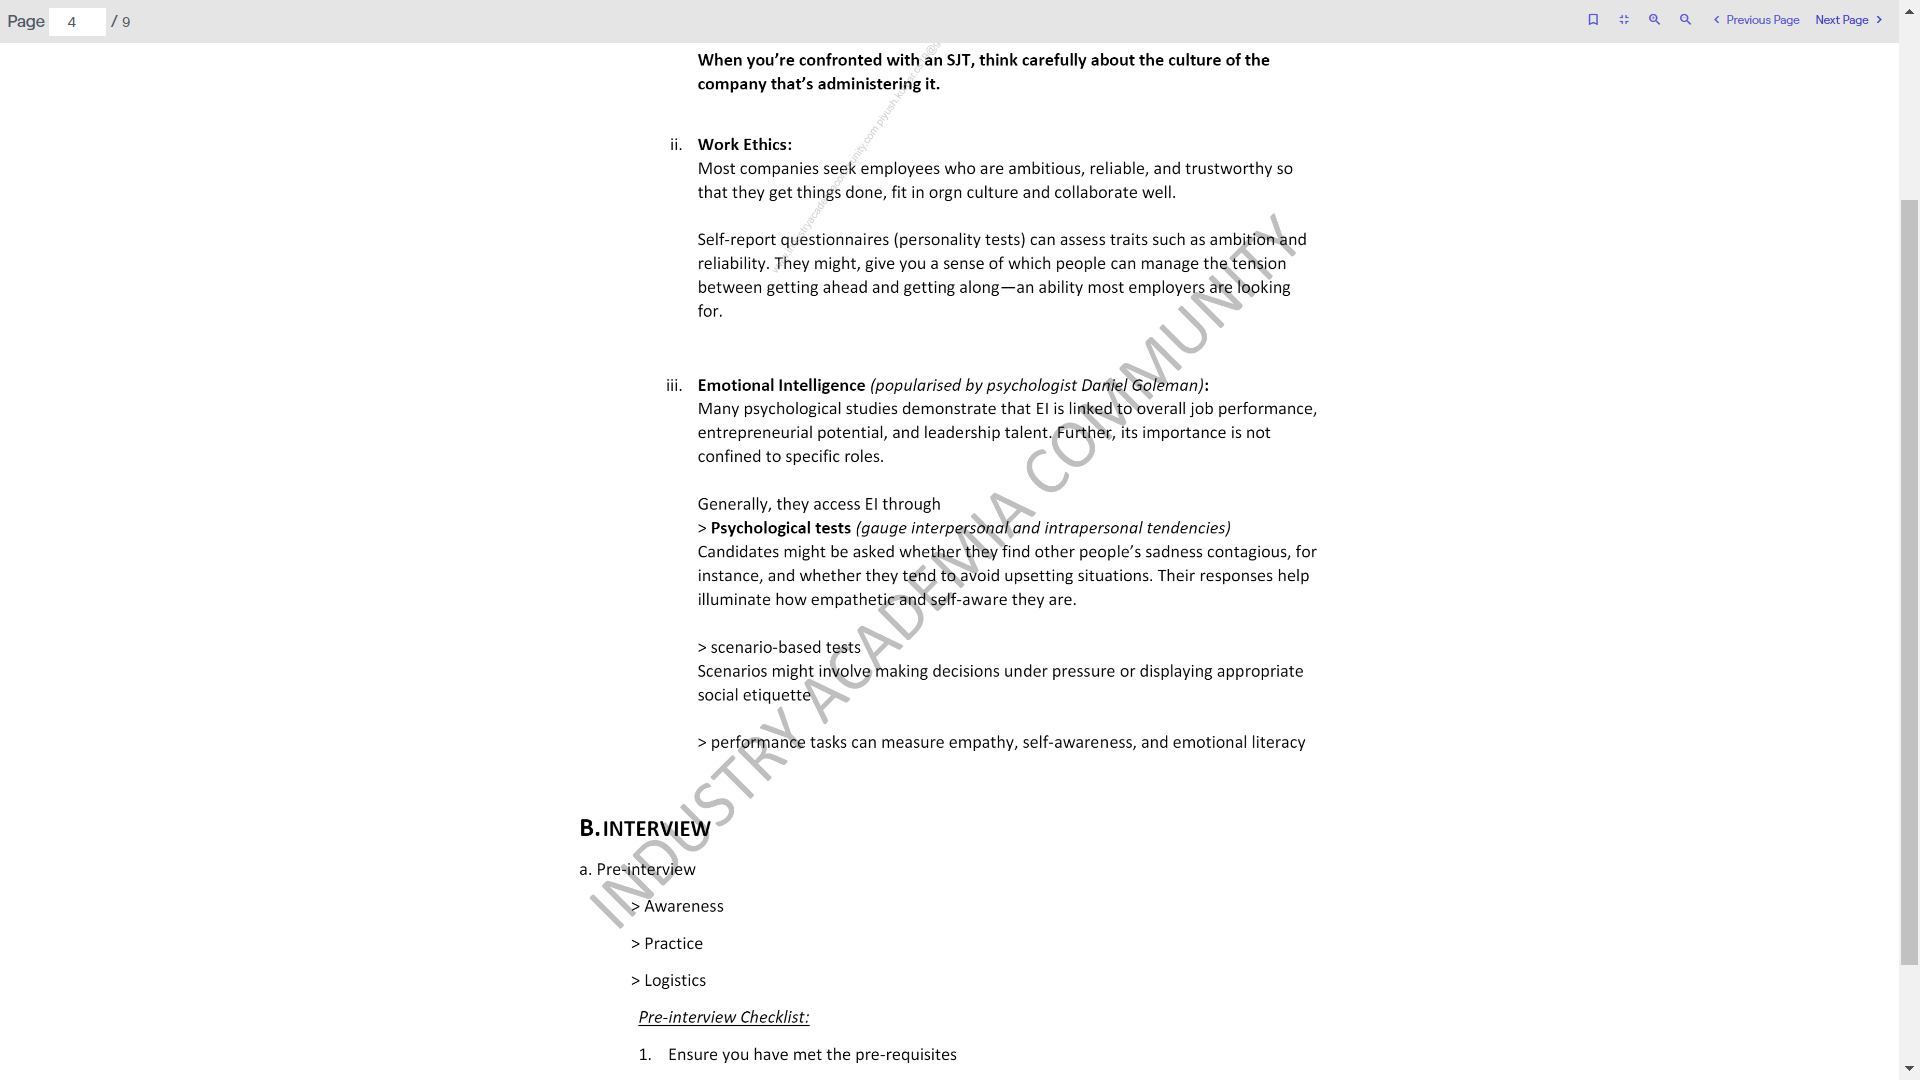 Page 4 / 9
Previous Page Next Page
When you’re confronted with an SJT, think carefully about the culture of the
company that’s administering it.
ii. Work Ethics:
Most companies seek employees who are ambitious, reliable, and trustworthy so
that they get things done, fit in orgn culture and collaborate well.
Self-report questionnaires (personality tests) can assess traits such as ambition and
reliability. They might, give you a sense of which people can manage the tension
between getting ahead and getting along—an ability most employers are looking
for.
iii. Emotional Intelligence (popularised by psychologist Daniel Goleman):
Many psychological studies demonstrate that EI is linked to overall job performance,
entrepreneurial potential, and leadership talent. Further, its importance is not
confined to specific roles.
Generally, they access EI through
> Psychological tests (gauge interpersonal and intrapersonal tendencies)
Candidates might be asked whether they find other people’s sadness contagious, for
instance, and whether they tend to avoid upsetting situations. Their responses help
illuminate how empathetic and self-aware they are.
> scenario-based tests
Scenarios might involve making decisions under pressure or displaying appropriate
social etiquette
> performance tasks can measure empathy, self-awareness, and emotional literacy
B. INTERVIEW
a. Pre-interview
> Awareness
> Practice
> Logistics
Pre-interview Checklist:
1. Ensure you have met the pre-requisites
INDUSTRY ACADEMIA COMMUNITY